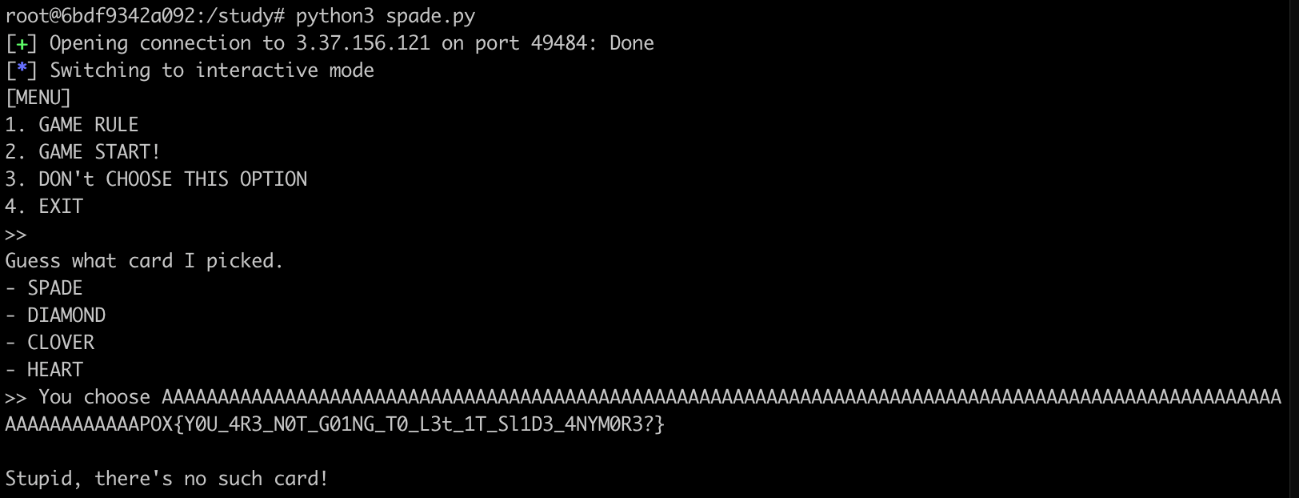 root@6bdf9342a092:/study# python3 spade.py
[+] Opening connection to 3.37.156.121 on port 49484: Done
[*] Switching to interactive mode
[MENU]
1. GAME RULE
2. GAME START!
3. DON't CHOOSE THIS OPTION
4. EXIT
>>
Guess what card I picked.
- SPADE
- DIAMOND
- CLOVER
- HEART
>> You choose AAAAAAAAAAAAAAAAAAAAAAAAAAAAAAAAAAAAAAAAAAAAAAAAAAAAAAAAAAAAAAAAAAAAAAAAAAAAAAAAAAAAAAAAAAAAAAAAAAAA
AAAAAAAAAAAAPOX{Y0U_4R3_N0T_G01NG_T0_L3t_1T_Sl1D3_4NYM0R3?}
Stupid, there's no such card!